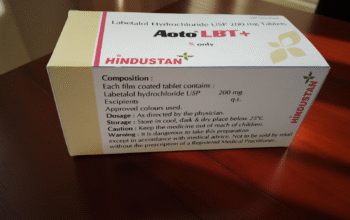 Labetalol Hydrochloride USP 200 mg Tablets
Aoto LBT+
℞ only
HINDUSTAN
Composition :
Each film coated tablet contains :
Labetalol hydrochloride USP 200 mg
Excipients q.s.
Approved colours used.
Dosage : As directed by the physician.
Storage : Store in cool, dark & dry place below 25°C.
Caution : Keep the medicine out of reach of children.
Warning : It is dangerous to take this preparation
except in accordance with medical advice. Not to be sold by retail
without the prescription of a Registered Medical Practitioner.
HINDUSTAN